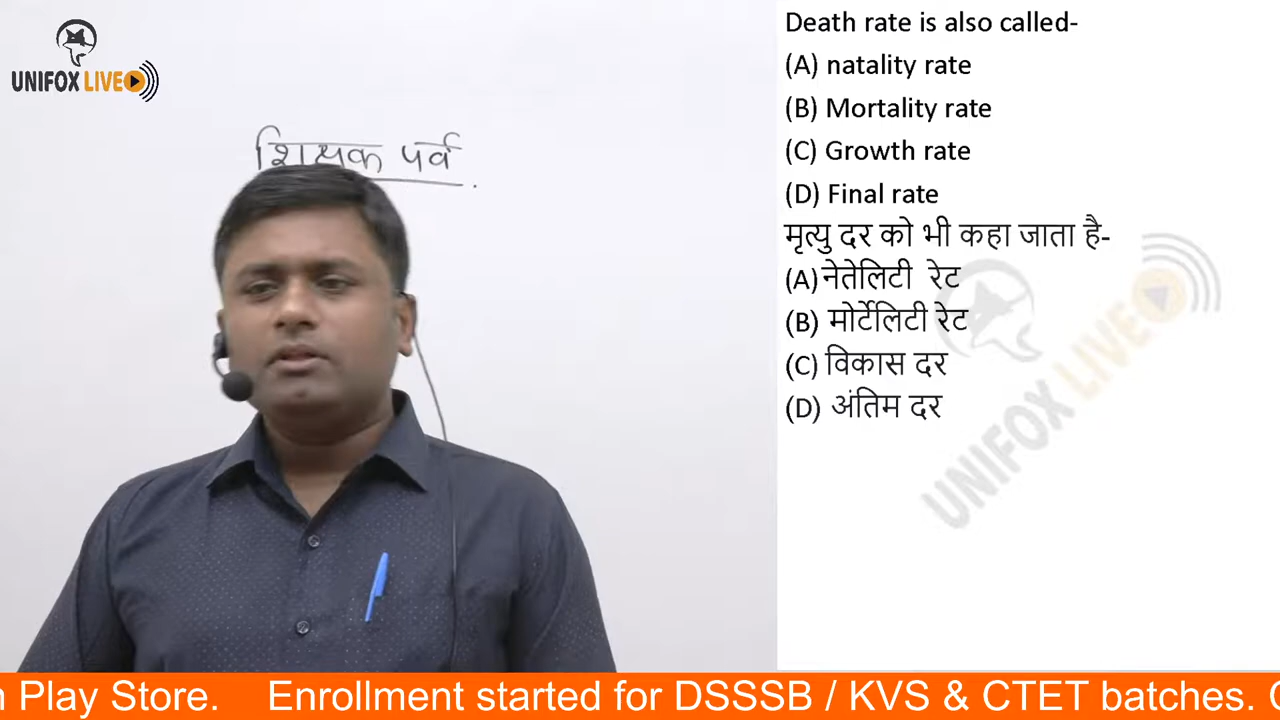 UNIFOX LIVE
शिक्षक पर्व
Death rate is also called-
(A) natality rate
(B) Mortality rate
(C) Growth rate
(D) Final rate
मृत्यु दर को भी कहा जाता है-
(A)नेतेलिटी रेट
(B) मोर्टेलिटी रेट
(C) विकास दर
(D) अंतिम दर
UNIFOX LIVE
n Play Store. Enrollment started for DSSSB / KVS & CTET batches. C